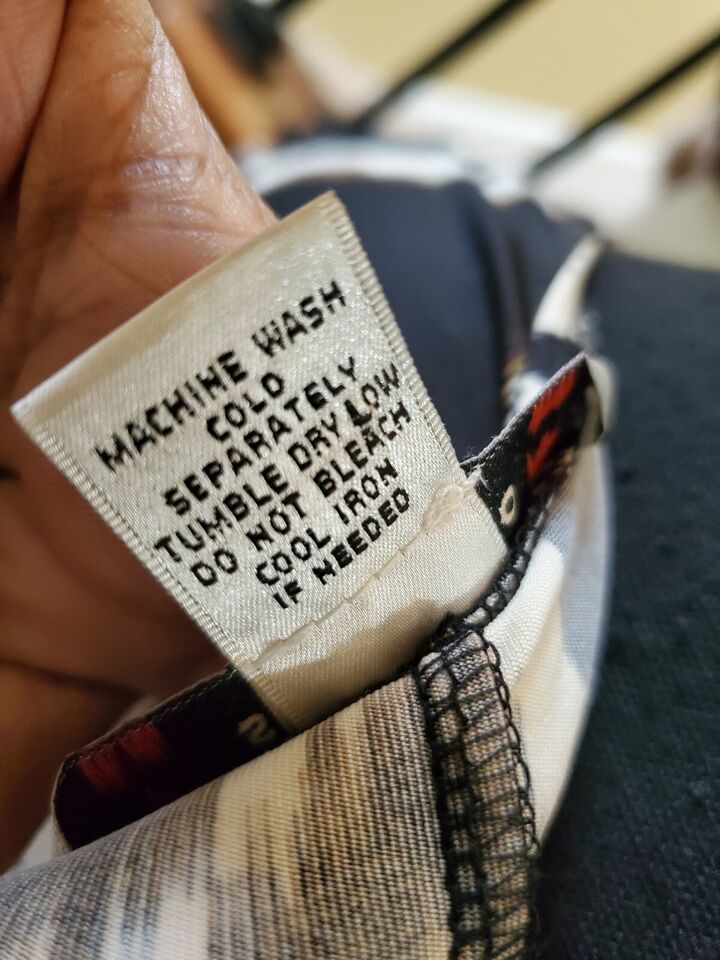 MACHINE WASH
COLD
SEPARATELY
TUMBLE DRY LOW
DO NOT BLEACH
COOL IRON
IF NEEDED